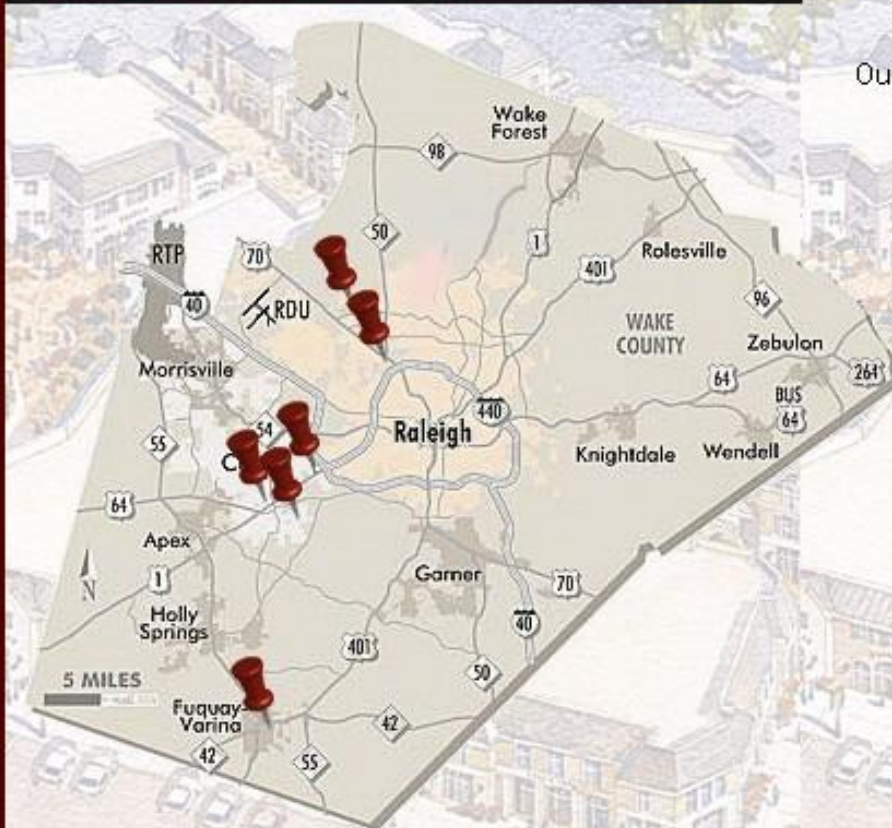 Ou
Wake
Forest
98
50
1
RTP
70
401
Rolesville
40
RDU
96
WAKE
COUNTY
Zebulon
Morrisville
64
264
BUS
64
440
54
Raleigh
55
Knightdale
Wendell
C
64
Apex
Garner
70
1
N
Holly
Springs
40
401
50
5 MILES
Fuquay-
Varina
42
42
55